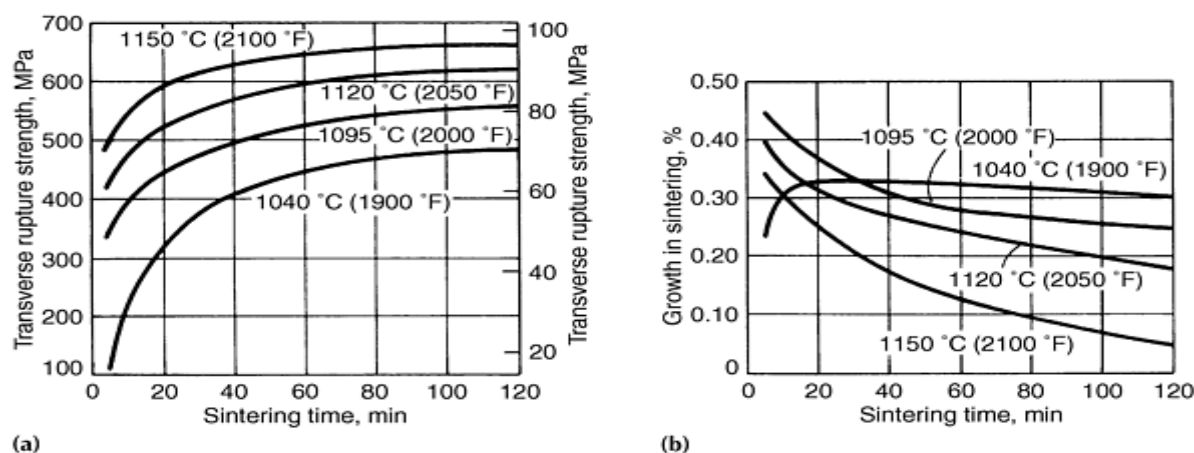 Transverse rupture strength, MPa
700
600
500
400
300
200
100
1150 °C (2100 °F)
1120 °C (2050 °F)
1095 °C (2000 °F)
1040 °C (1900 °F)
100
80
60
40
20
Transverse rupture strength, MPa
0 20 40 60 80 100 120
Sintering time, min
(a)
Growth in sintering, %
0.50
0.40
0.30
0.20
0.10
0
1095 °C (2000 °F)
1040 °C (1900 °F)
1120 °C (2050 °F)
1150 °C (2100 °F)
0 20 40 60 80 100 120
Sintering time, min
(b)